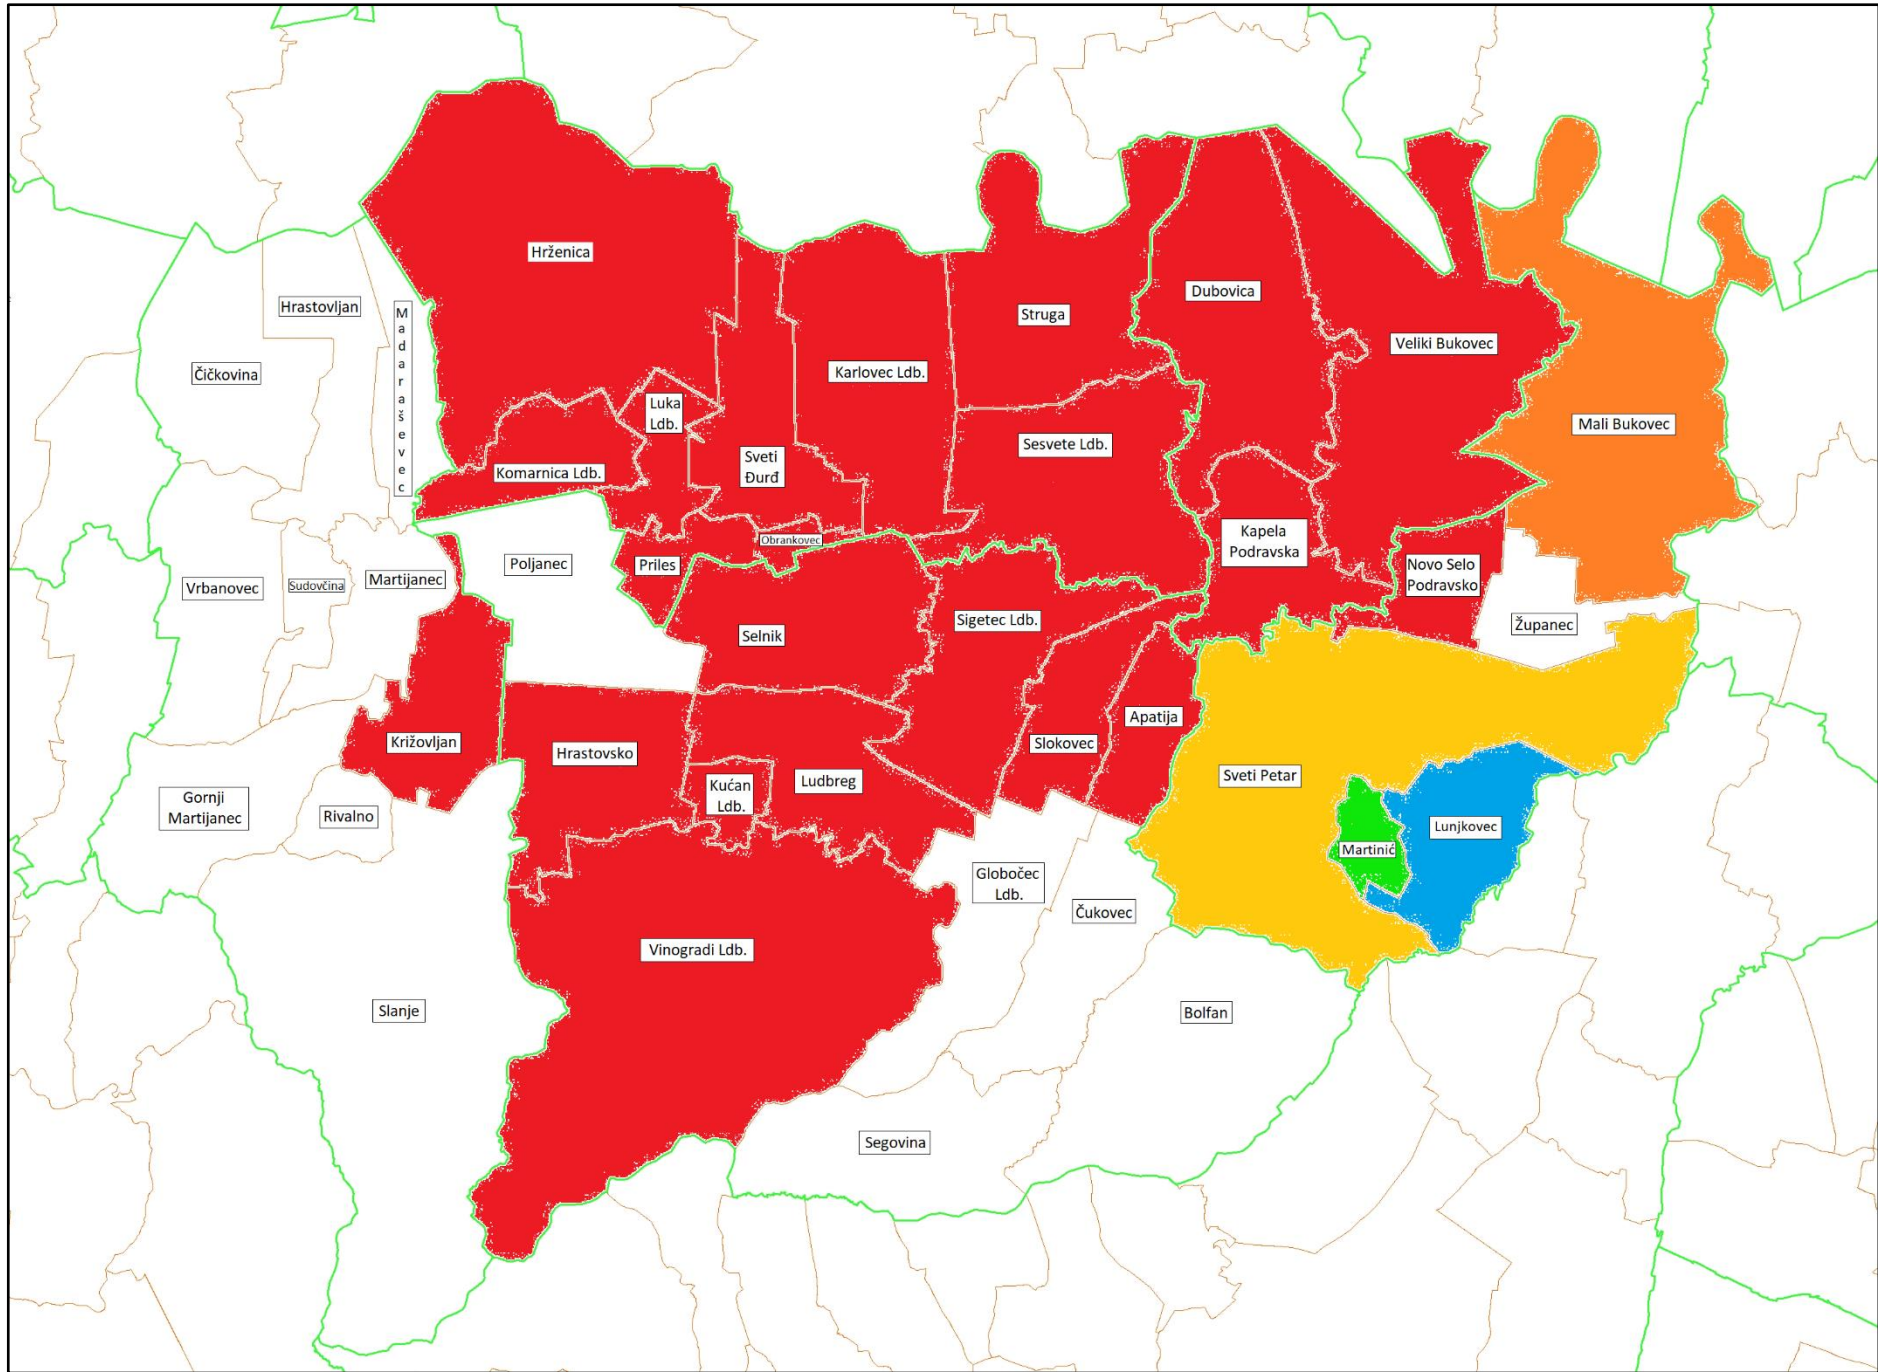 Hrženica
Hrastovljan
Madaraševec
Čičkovina
Struga
Dubovica
Veliki Bukovec
Karlovec Ldb.
Luka
Ldb.
Mali Bukovec
Sesvete Ldb.
Sveti
Đurđ
Komarnica Ldb.
Kapela
Podravska
Obrankovec
Poljanec
Priles
Novo Selo
Podravsko
Martijanec
Sudovčina
Vrbanovec
Sigetec Ldb.
Županec
Selnik
Apatija
Križovljan
Slokovec
Hrastovsko
Ludbreg
Kućan
Ldb.
Sveti Petar
Gornji
Martijanec
Rivalno
Lunjkovec
Martinić
Globočec
Ldb.
Čukovec
Vinogradi Ldb.
Slanje
Bolfan
Segovina